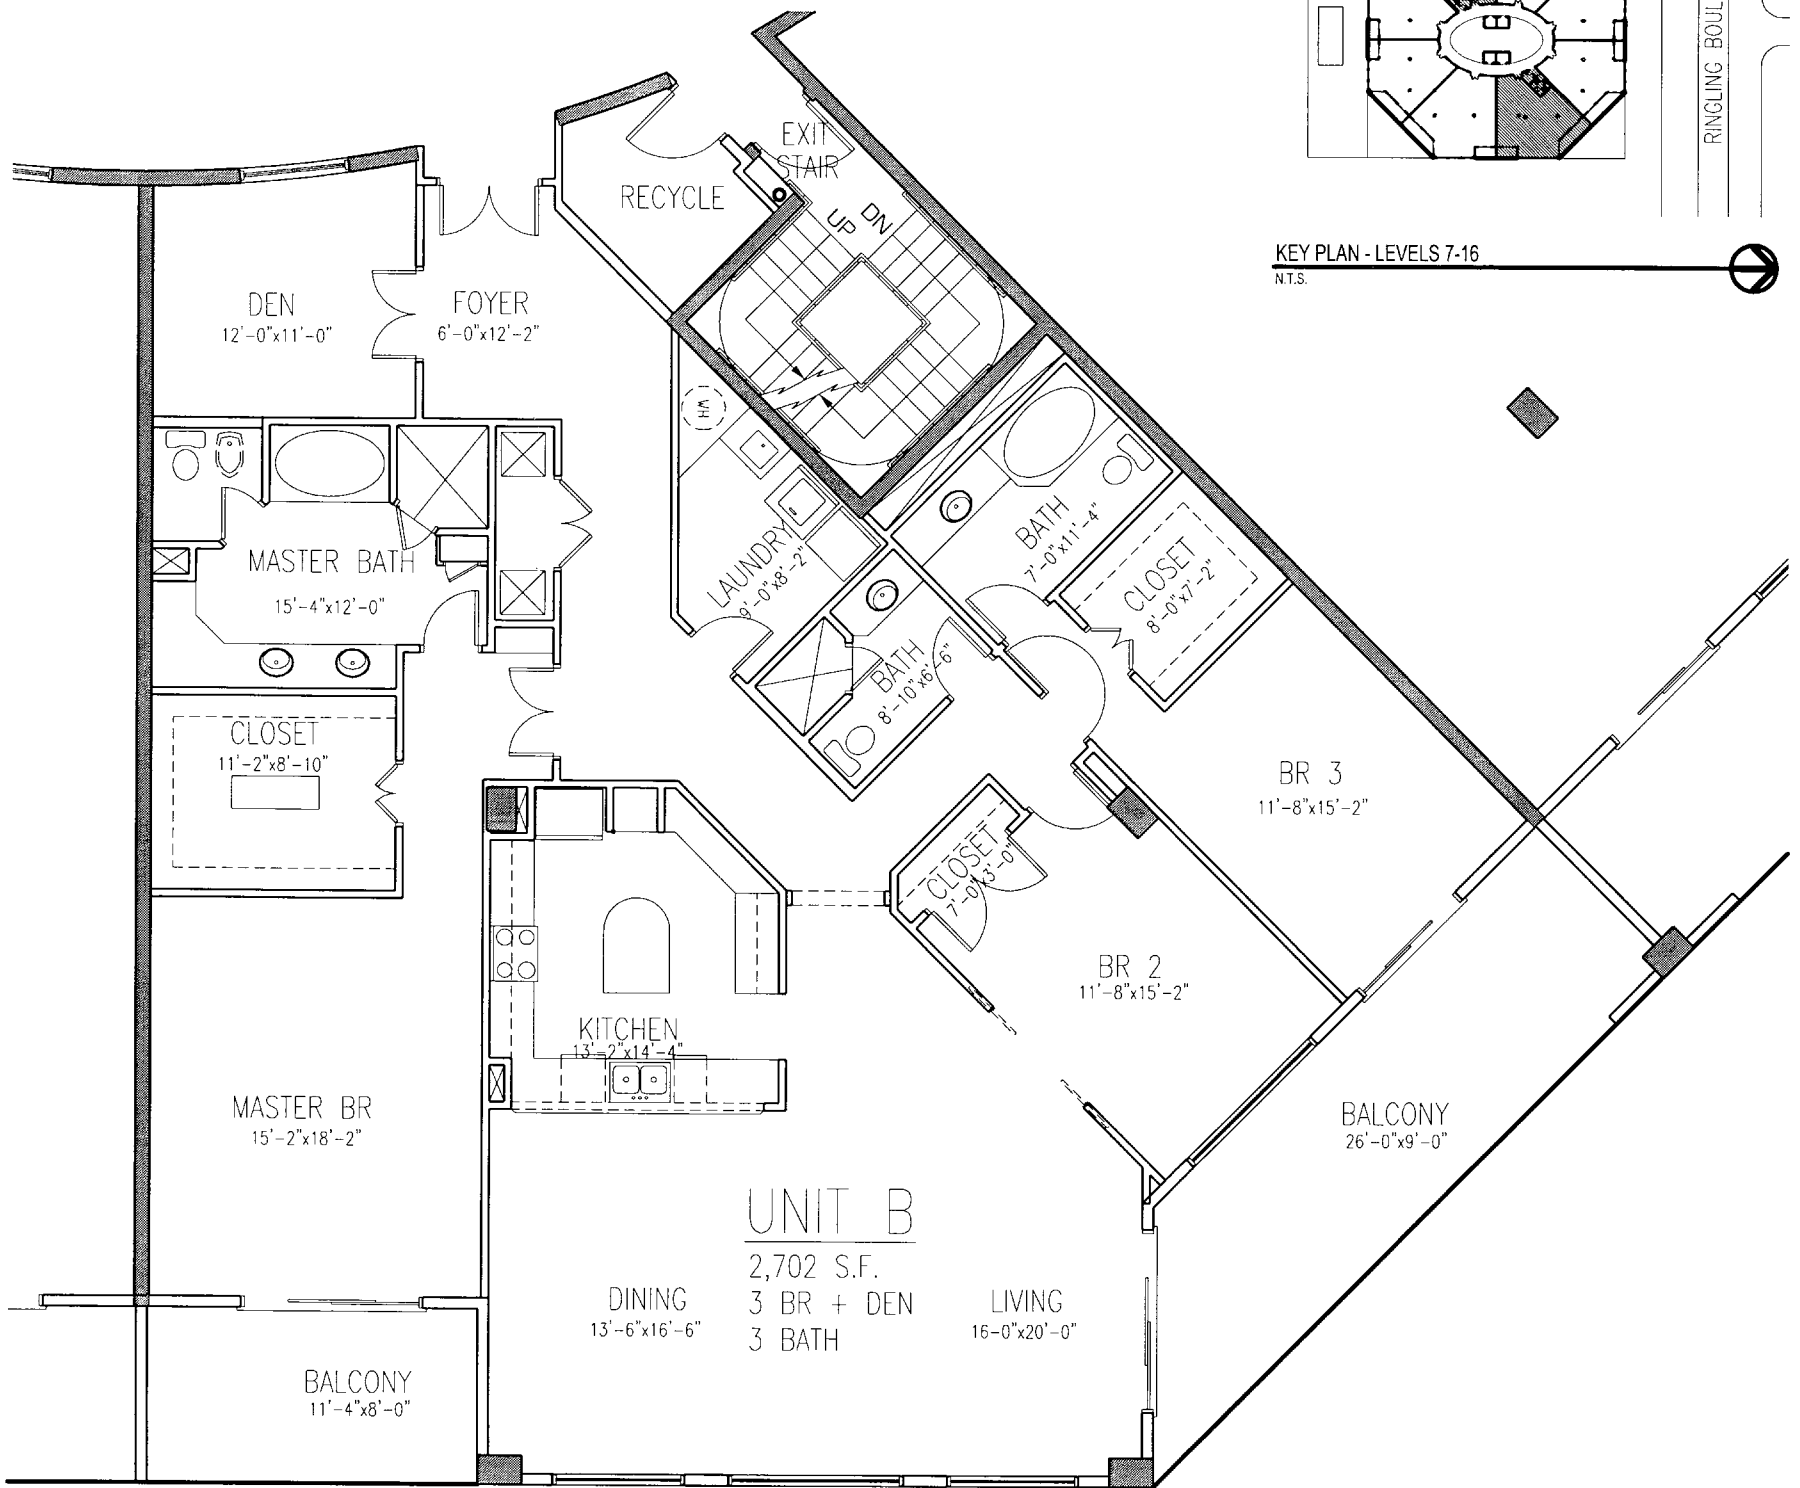 RINGLING BOUL
KEY PLAN - LEVELS 7-16
N.T.S.
EXIT
STAIR
RECYCLE
UP
DN
DEN
12'-0"x11'-0"
FOYER
6'-0"x12'-2"
WH
MASTER BATH
15'-4"x12'-0"
LAUNDRY
9'-0"x8'-2"
BATH
7'-0"x11'-4"
CLOSET
8'-0"x7'-2"
BATH
8'-10"x6'-6"
CLOSET
11'-2"x8'-10"
BR 3
11'-8"x15'-2"
CLOSET
7'-0"x3'-0"
BR 2
11'-8"x15'-2"
KITCHEN
13'-2"x14'-4"
MASTER BR
15'-2"x18'-2"
BALCONY
26'-0"x9'-0"
UNIT B
2,702 S.F.
3 BR + DEN
3 BATH
DINING
13'-6"x16'-6"
LIVING
16-0"x20'-0"
BALCONY
11'-4"x8'-0"